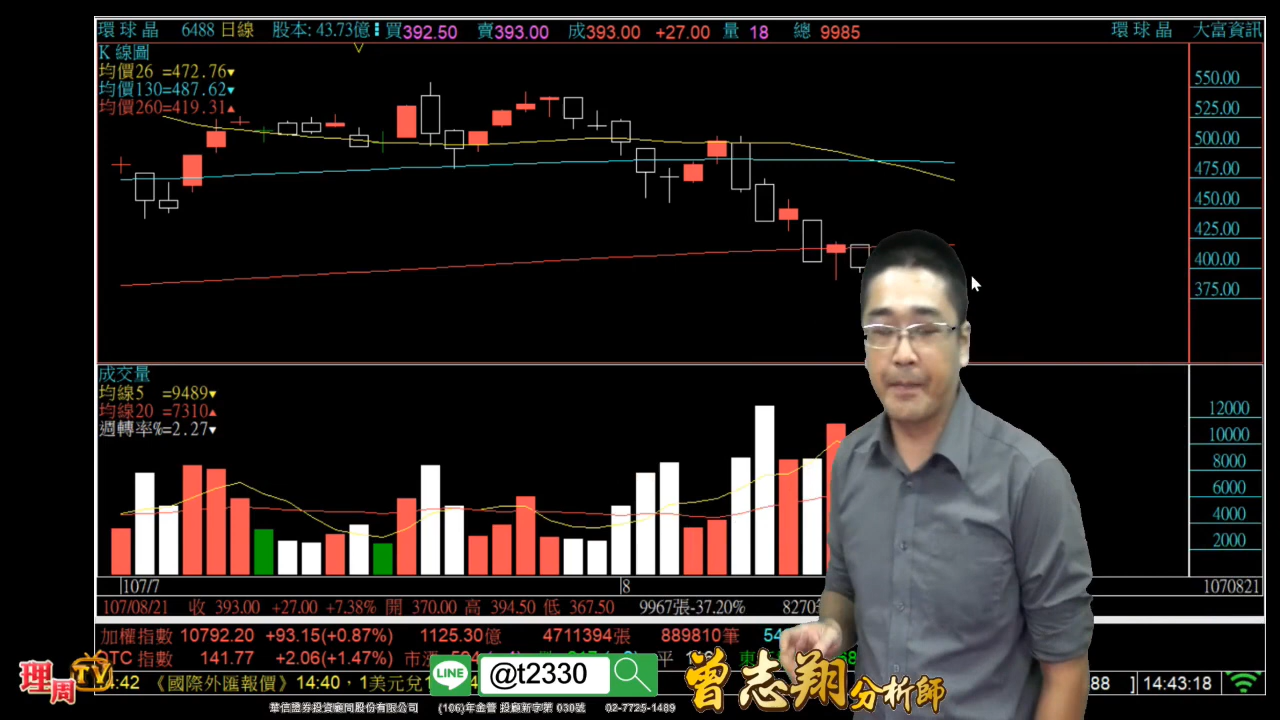 環球晶 6488 日線 股本: 43.73億 買392.50 賣393.00 成393.00 +27.00 量 18 總 9985 環球晶 大富資訊
K 線圖
均價26 =472.76▼
均價130=487.62▼
均價260=419.31▲
550.00
525.00
500.00
475.00
450.00
425.00
400.00
375.00
成交量
均線5 =9489▼
均線20 =7310▲
週轉率%=2.27▼
12000
10000
8000
6000
4000
2000
107/7 8 1070821
107/08/21 收 393.00 +27.00 +7.38% 開 370.00 高 394.50 低 367.50 9967張-37.20% 8270
加權指數 10792.20 +93.15(+0.87%) 1125.30億 4711394張 889810筆 54
OTC 指數 141.77 +2.06(+1.47%) 市漲 平
理周TV
LINE @t2330
曾志翔分析師
14:42 《國際外匯報價》14:40，1美元兌 88 ] 14:43:18
華信證券投資顧問股份有限公司 (106)年金管 投顧新字第 030號 02-7725-1489